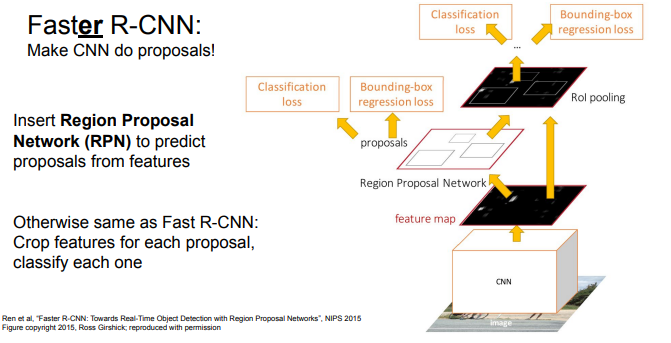 Faster R-CNN:
Make CNN do proposals!
Insert Region Proposal
Network (RPN) to predict
proposals from features
Otherwise same as Fast R-CNN:
Crop features for each proposal,
classify each one
Classification
loss
Bounding-box
regression loss
...
RoI pooling
Classification
loss
Bounding-box
regression loss
proposals
Region Proposal Network
feature map
CNN
image
Ren et al, "Faster R-CNN: Towards Real-Time Object Detection with Region Proposal Networks", NIPS 2015
Figure copyright 2015, Ross Girshick; reproduced with permission